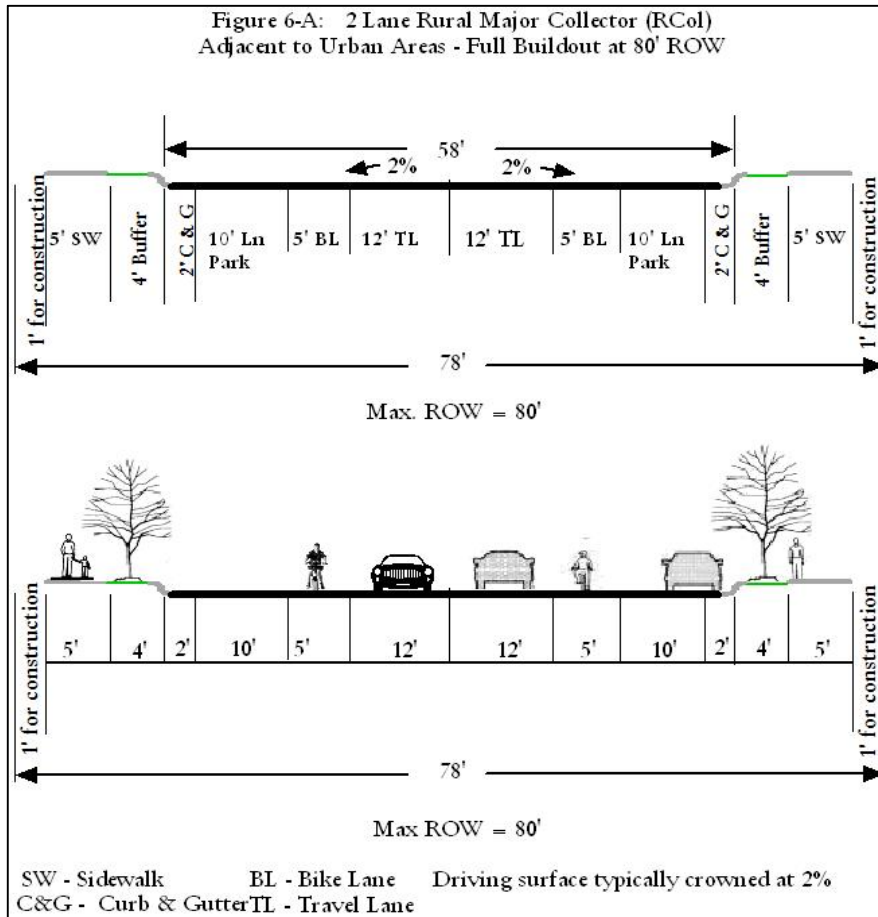 Figure 6-A: 2 Lane Rural Major Collector (RCol)
Adjacent to Urban Areas - Full Buildout at 80' ROW
58'
2% 2%
1' for construction
5' SW
4' Buffer
2' C & G
10' Ln
Park
5' BL
12' TL
12' TL
5' BL
10' Ln
Park
2' C & G
4' Buffer
5' SW
1' for construction
78'
Max. ROW = 80'
1' for construction
5' 4' 2' 10' 5' 12' 12' 5' 10' 2' 4' 5'
1' for construction
78'
Max ROW = 80'
SW - Sidewalk BL - Bike Lane Driving surface typically crowned at 2%
C&G - Curb & Gutter TL - Travel Lane